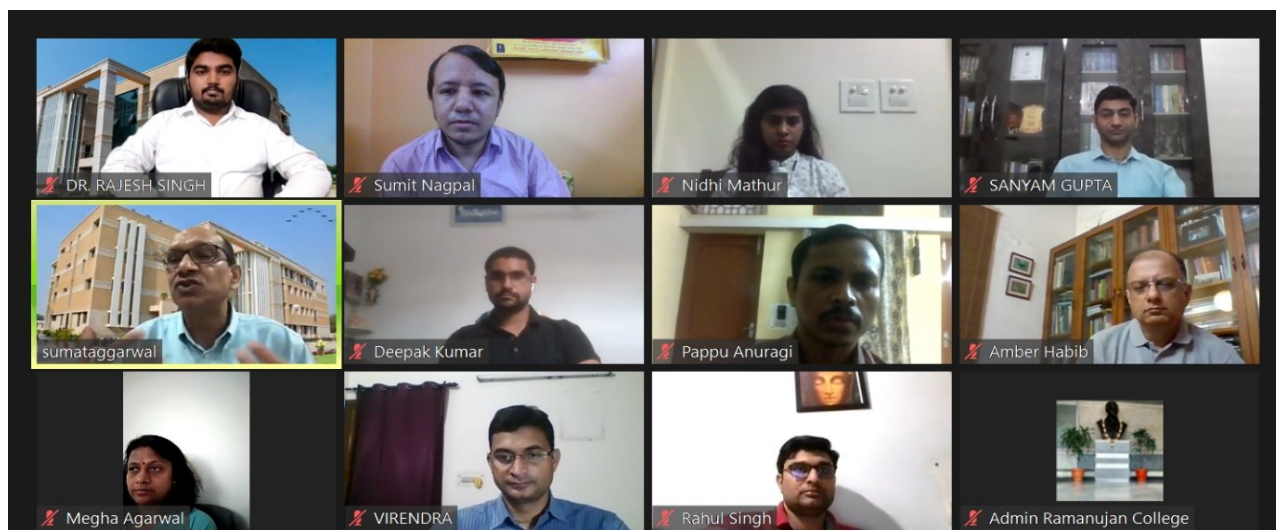 DR. RAJESH SINGH
Sumit Nagpal
Nidhi Mathur
SANYAM GUPTA
sumataggarwal
Deepak Kumar
Pappu Anuragi
Amber Habib
Megha Agarwal
VIRENDRA
Rahul Singh
Admin Ramanujan College